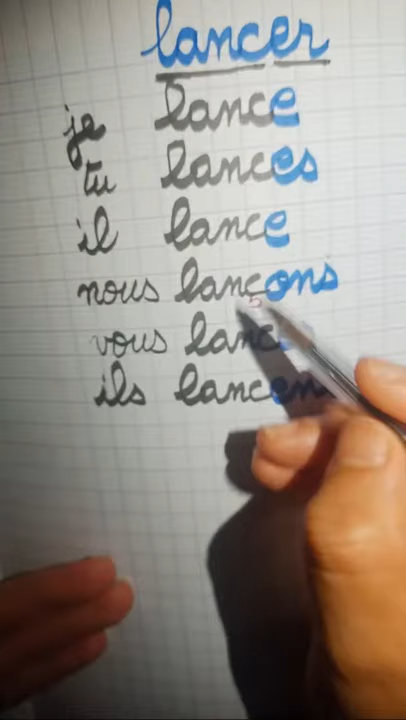 lancer
je lance
tu lances
il lance
nous lançons
vous
ils